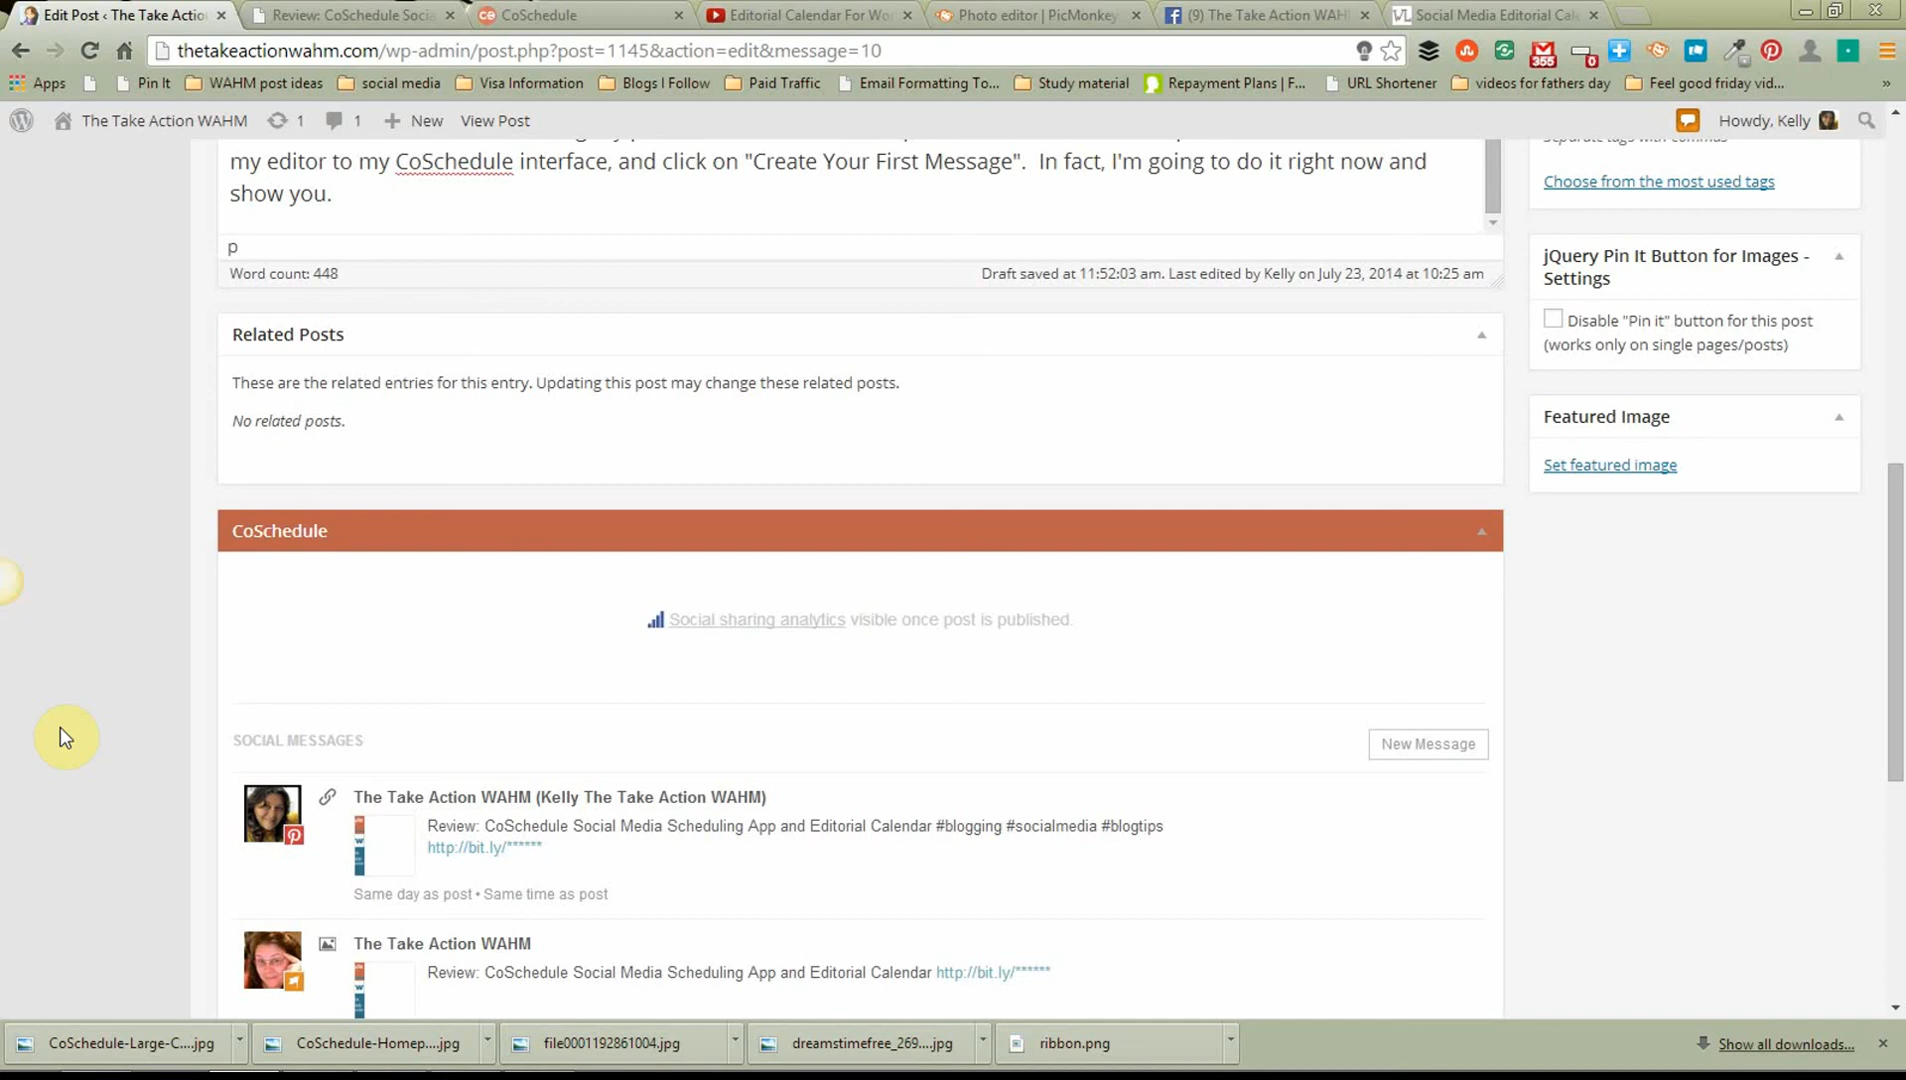 Edit Post ‹ The Take Actio
Review: CoSchedule Socia
CoSchedule
Editorial Calendar For Wo
Photo editor | PicMonkey
(9) The Take Action WAH
Social Media Editorial Cal
thetakeactionwahm.com/wp-admin/post.php?post=1145&action=edit&message=10
355
0
Apps
Pin It
WAHM post ideas
social media
Visa Information
Blogs I Follow
Paid Traffic
Email Formatting To...
Study material
Repayment Plans | F...
URL Shortener
videos for fathers day
Feel good friday vid...
»
The Take Action WAHM
1
1
New
View Post
Howdy, Kelly
my editor to my CoSchedule interface, and click on "Create Your First Message". In fact, I'm going to do it right now and
show you.
p
Word count: 448
Draft saved at 11:52:03 am. Last edited by Kelly on July 23, 2014 at 10:25 am
Separate tags with commas
Choose from the most used tags
jQuery Pin It Button for Images -
Settings
Disable "Pin it" button for this post
(works only on single pages/posts)
Featured Image
Set featured image
Related Posts
These are the related entries for this entry. Updating this post may change these related posts.
No related posts.
CoSchedule
Social sharing analytics visible once post is published.
SOCIAL MESSAGES
New Message
The Take Action WAHM (Kelly The Take Action WAHM)
Review: CoSchedule Social Media Scheduling App and Editorial Calendar #blogging #socialmedia #blogtips
http://bit.ly/******
Same day as post • Same time as post
The Take Action WAHM
Review: CoSchedule Social Media Scheduling App and Editorial Calendar http://bit.ly/******
CoSchedule-Large-C....jpg
CoSchedule-Homep....jpg
file0001192861004.jpg
dreamstimefree_269....jpg
ribbon.png
Show all downloads...